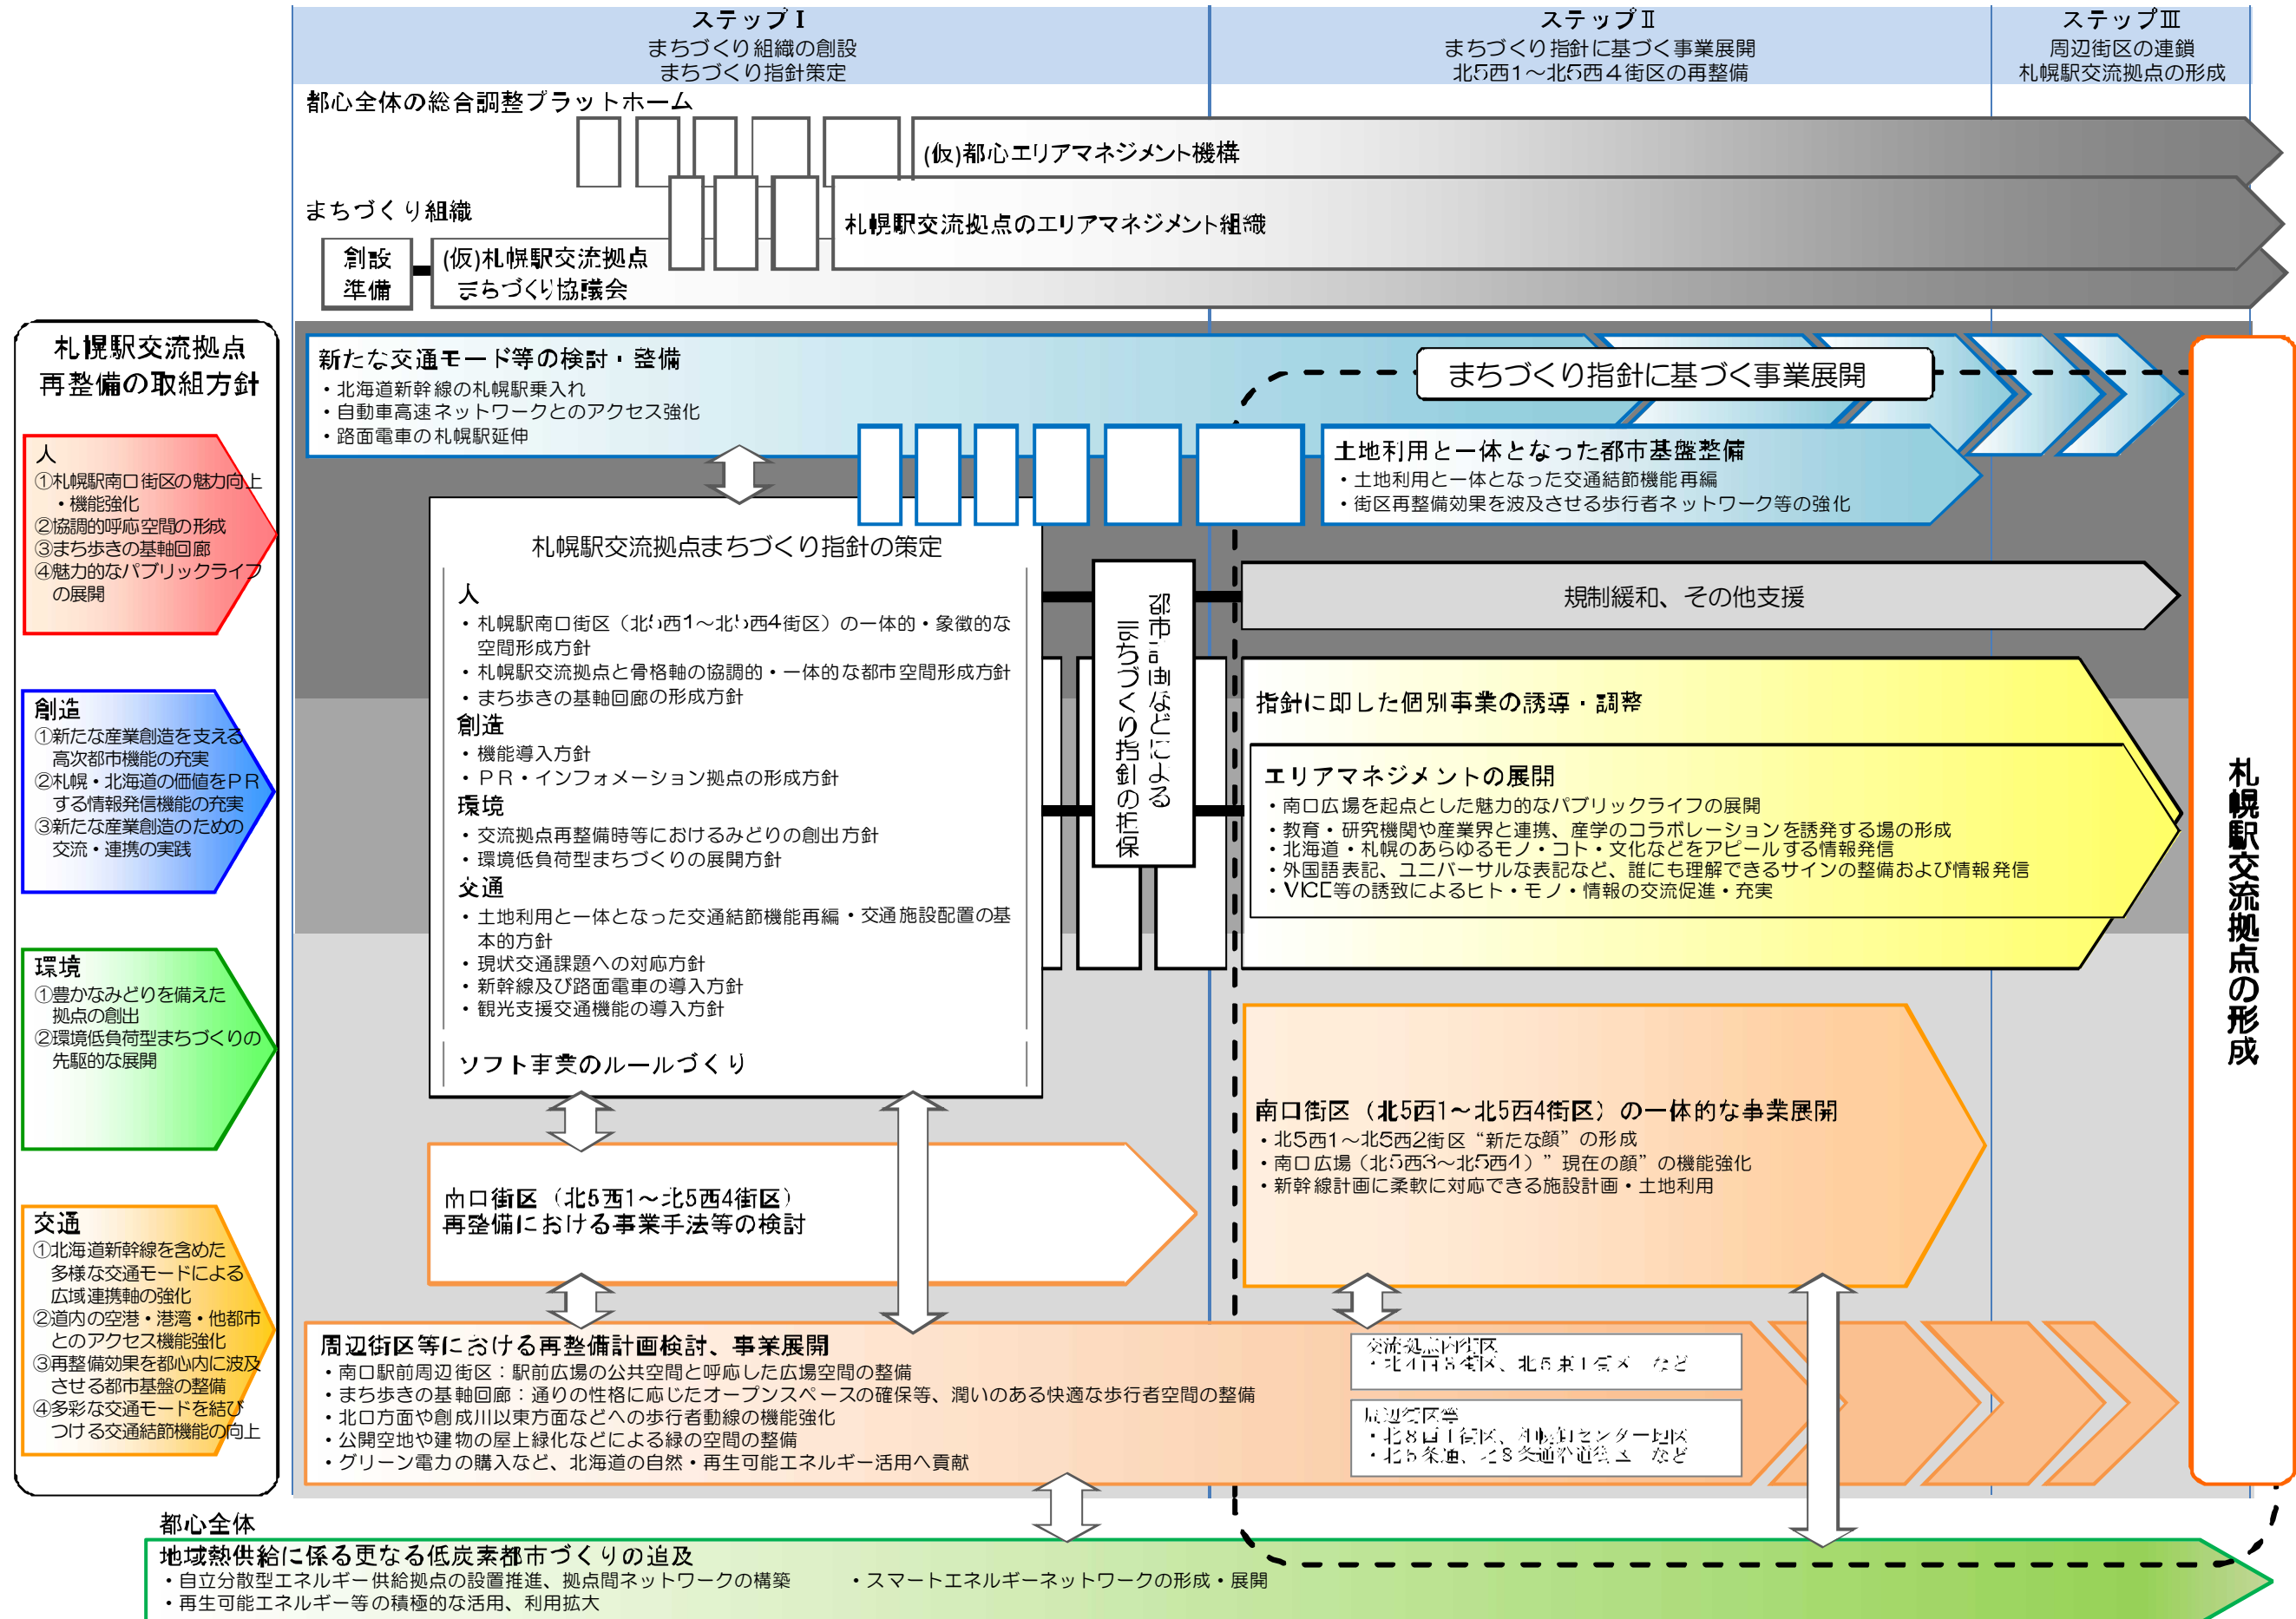 ステップⅠ
まちづくり組織の創設
まちづくり指針策定
ステップⅡ
まちづくり指針に基づく事業展開
北5西1～北5西4街区の再整備
ステップⅢ
周辺街区の連鎖
札幌駅交流拠点の形成
都心全体の総合調整プラットホーム
(仮)都心エリアマネジメント機構
まちづくり組織
札幌駅交流拠点のエリアマネジメント組織
創設
準備
(仮)札幌駅交流拠点
まちづくり協議会
札幌駅交流拠点
再整備の取組方針
人
①札幌駅南口街区の魅力向上
・機能強化
②協調的呼応空間の形成
③まち歩きの基軸回廊
④魅力的なパブリックライフ
の展開
創造
①新たな産業創造を支える
高次都市機能の充実
②札幌・北海道の価値をPR
する情報発信機能の充実
③新たな産業創造のための
交流・連携の実践
環境
①豊かなみどりを備えた
拠点の創出
②環境低負荷型まちづくりの
先駆的な展開
交通
①北海道新幹線を含めた
多様な交通モードによる
広域連携軸の強化
②道内の空港・港湾・他都市
とのアクセス機能強化
③再整備効果を都心内に波及
させる都市基盤の整備
④多彩な交通モードを結び
つける交通結節機能の向上
新たな交通モード等の検討・整備
・北海道新幹線の札幌駅乗入れ
・自動車高速ネットワークとのアクセス強化
・路面電車の札幌駅延伸
まちづくり指針に基づく事業展開
土地利用と一体となった都市基盤整備
・土地利用と一体となった交通結節機能再編
・街区再整備効果を波及させる歩行者ネットワーク等の強化
札幌駅交流拠点まちづくり指針の策定
人
・札幌駅南口街区（北5西1～北5西4街区）の一体的・象徴的な
空間形成方針
・札幌駅交流拠点と骨格軸の協調的・一体的な都市空間形成方針
・まち歩きの基軸回廊の形成方針
創造
・機能導入方針
・PR・インフォメーション拠点の形成方針
環境
・交流拠点再整備時等におけるみどりの創出方針
・環境低負荷型まちづくりの展開方針
交通
・土地利用と一体となった交通結節機能再編・交通施設配置の基
本的方針
・現状交通課題への対応方針
・新幹線及び路面電車の導入方針
・観光支援交通機能の導入方針
ソフト事業のルールづくり
都市計画などによる
まちづくり指針の担保
規制緩和、その他支援
指針に即した個別事業の誘導・調整
エリアマネジメントの展開
・南口広場を起点とした魅力的なパブリックライフの展開
・教育・研究機関や産業界と連携、産学のコラボレーションを誘発する場の形成
・北海道・札幌のあらゆるモノ・コト・文化などをアピールする情報発信
・外国語表記、ユニバーサルな表記など、誰にも理解できるサインの整備および情報発信
・MICE等の誘致によるヒト・モノ・情報の交流促進・充実
南口街区（北5西1～北5西4街区）の一体的な事業展開
・北5西1～北5西2街区“新たな顔”の形成
・南口広場（北5西3～北5西4）”現在の顔”の機能強化
・新幹線計画に柔軟に対応できる施設計画・土地利用
南口街区（北5西1～北5西4街区）
再整備における事業手法等の検討
周辺街区等における再整備計画検討、事業展開
・南口駅前周辺街区：駅前広場の公共空間と呼応した広場空間の整備
・まち歩きの基軸回廊：通りの性格に応じたオープンスペースの確保等、潤いのある快適な歩行者空間の整備
・北口方面や創成川以東方面などへの歩行者動線の機能強化
・公開空地や建物の屋上緑化などによる緑の空間の整備
・グリーン電力の購入など、北海道の自然・再生可能エネルギー活用へ貢献
交流拠点内街区
など
周辺街区等
など
札幌駅交流拠点の形成
都心全体
地域熱供給に係る更なる低炭素都市づくりの追及
・自立分散型エネルギー供給拠点の設置推進、拠点間ネットワークの構築
・スマートエネルギーネットワークの形成・展開
・再生可能エネルギー等の積極的な活用、利用拡大